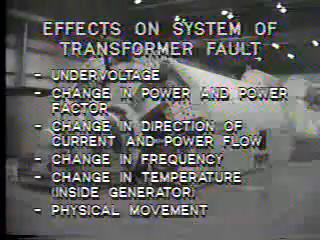 EFFECTS ON SYSTEM OF
TRANSFORMER FAULT
- UNDERVOLTAGE
- CHANGE IN POWER AND POWER
FACTOR
- CHANGE IN DIRECTION OF
CURRENT AND POWER FLOW
- CHANGE IN FREQUENCY
- CHANGE IN TEMPERATURE
(INSIDE GENERATOR)
- PHYSICAL MOVEMENT